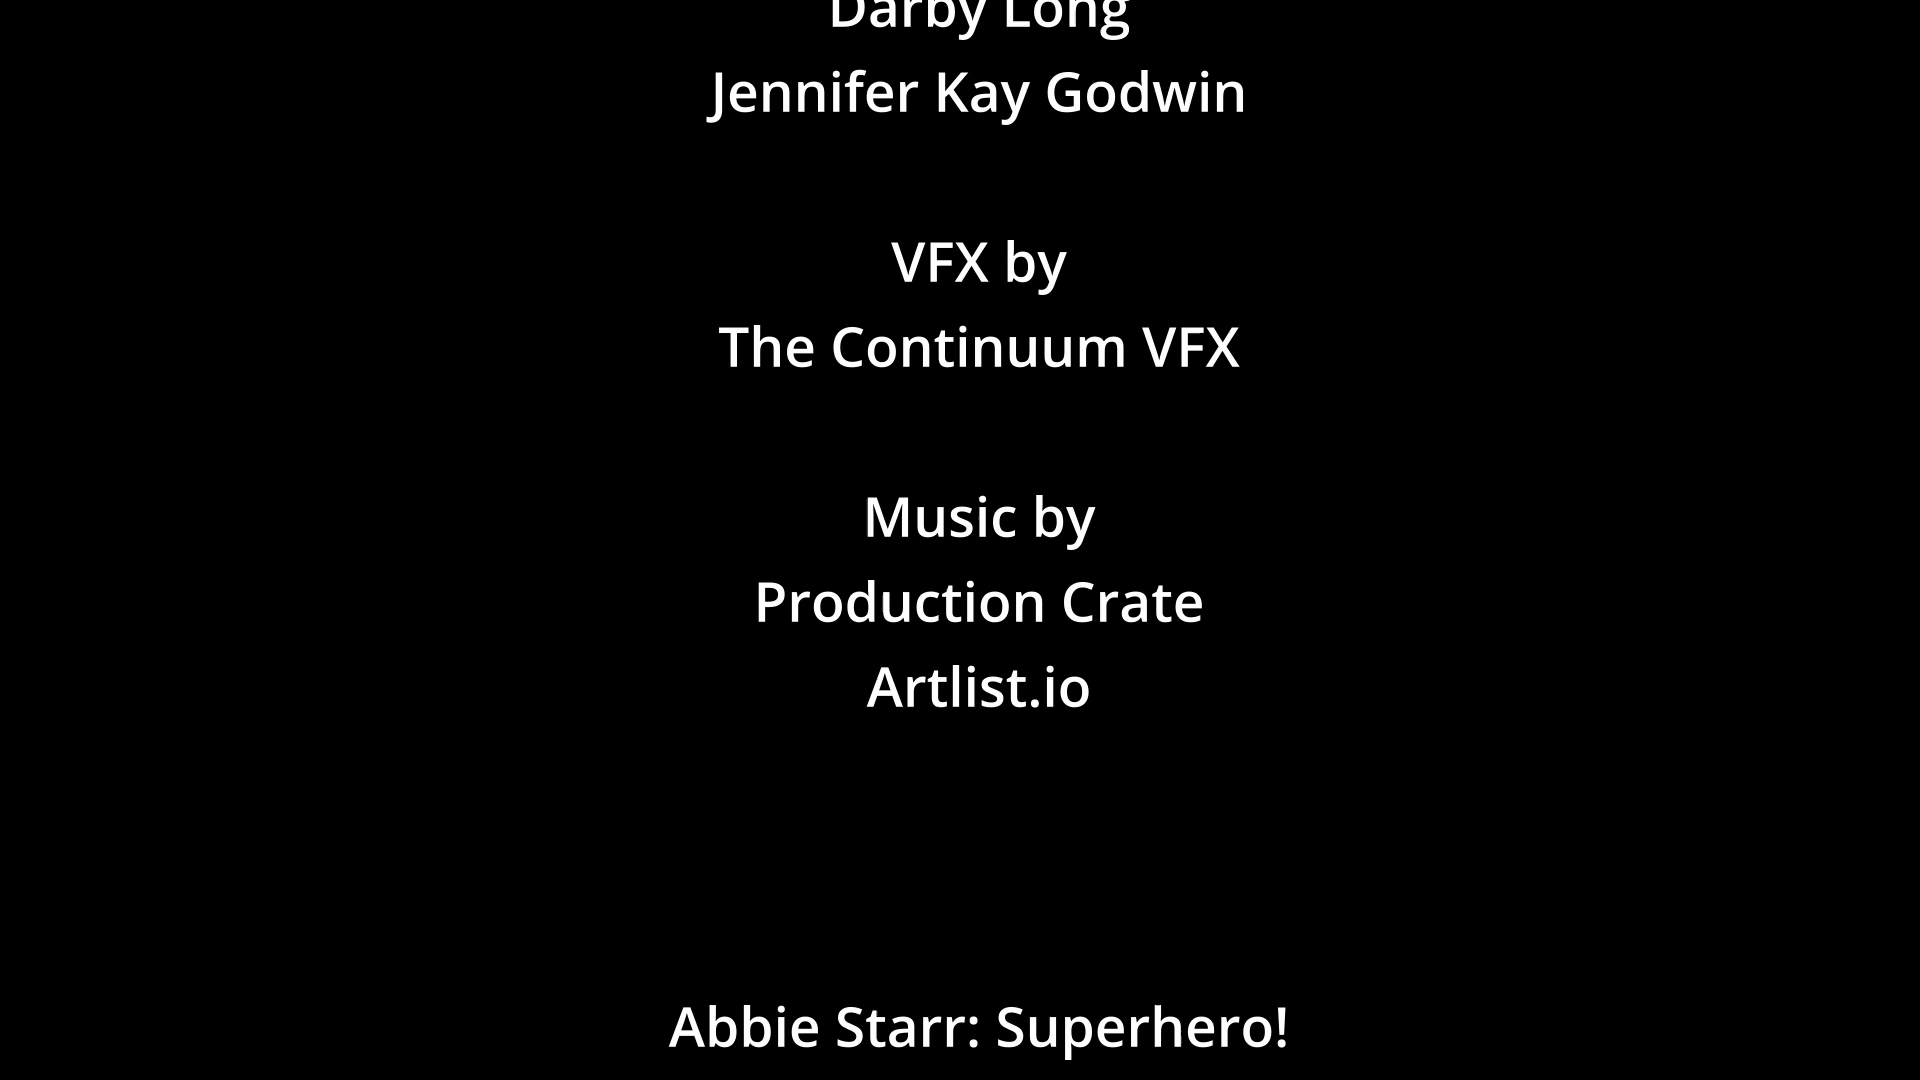 Darby Long
Jennifer Kay Godwin
VFX by
The Continuum VFX
Music by
Production Crate
Artlist.io
Abbie Starr: Superhero!